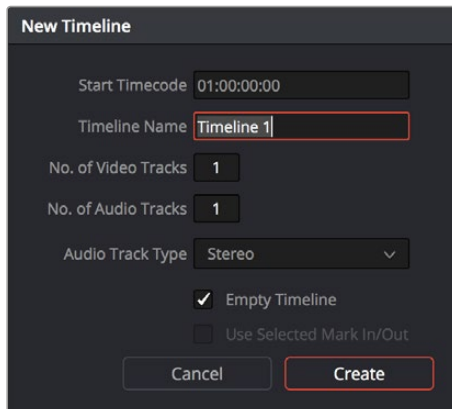 New Timeline
Start Timecode 01:00:00:00
Timeline Name Timeline 1
No. of Video Tracks 1
No. of Audio Tracks 1
Audio Track Type Stereo
Empty Timeline
Use Selected Mark In/Out
Cancel Create